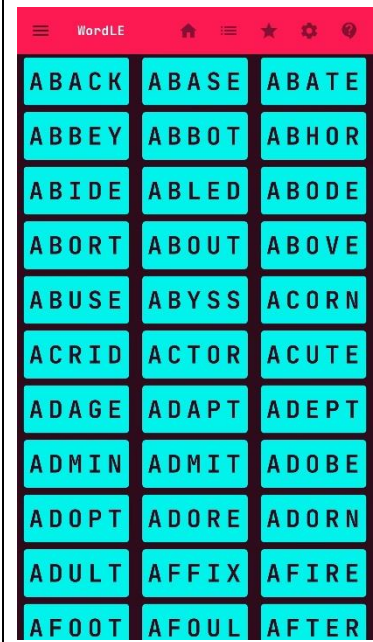 WordLE
ABACK ABASE ABATE
ABBEY ABBOT ABHOR
ABIDE ABLED ABODE
ABORT ABOUT ABOVE
ABUSE ABYSS ACORN
ACRID ACTOR ACUTE
ADAGE ADAPT ADEPT
ADMIN ADMIT ADOBE
ADOPT ADORE ADORN
ADULT AFFIX AFIRE
AFOOT AFOUL AFTER